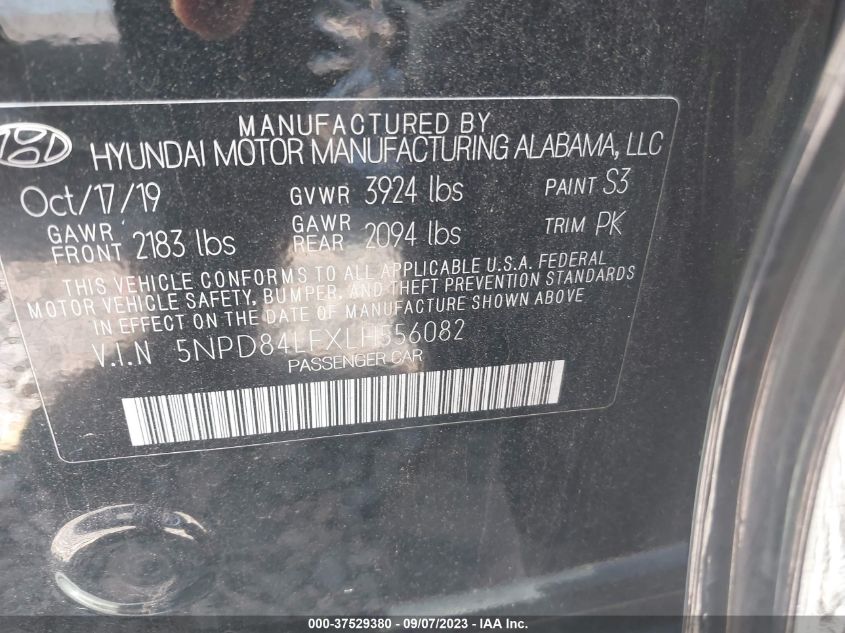 MANUFACTURED BY
HYUNDAI MOTOR MANUFACTURING ALABAMA, LLC
Oct/17/19 GVWR 3924 lbs PAINT S3
GAWR FRONT 2183 lbs GAWR REAR 2094 lbs TRIM PK
THIS VEHICLE CONFORMS TO ALL APPLICABLE U.S.A. FEDERAL
MOTOR VEHICLE SAFETY, BUMPER, AND THEFT PREVENTION STANDARDS
IN EFFECT ON THE DATE OF MANUFACTURE SHOWN ABOVE
V.I.N 5NPD84LFXLH556082
PASSENGER CAR
000-37529380 - 09/07/2023 - © IAA Inc.